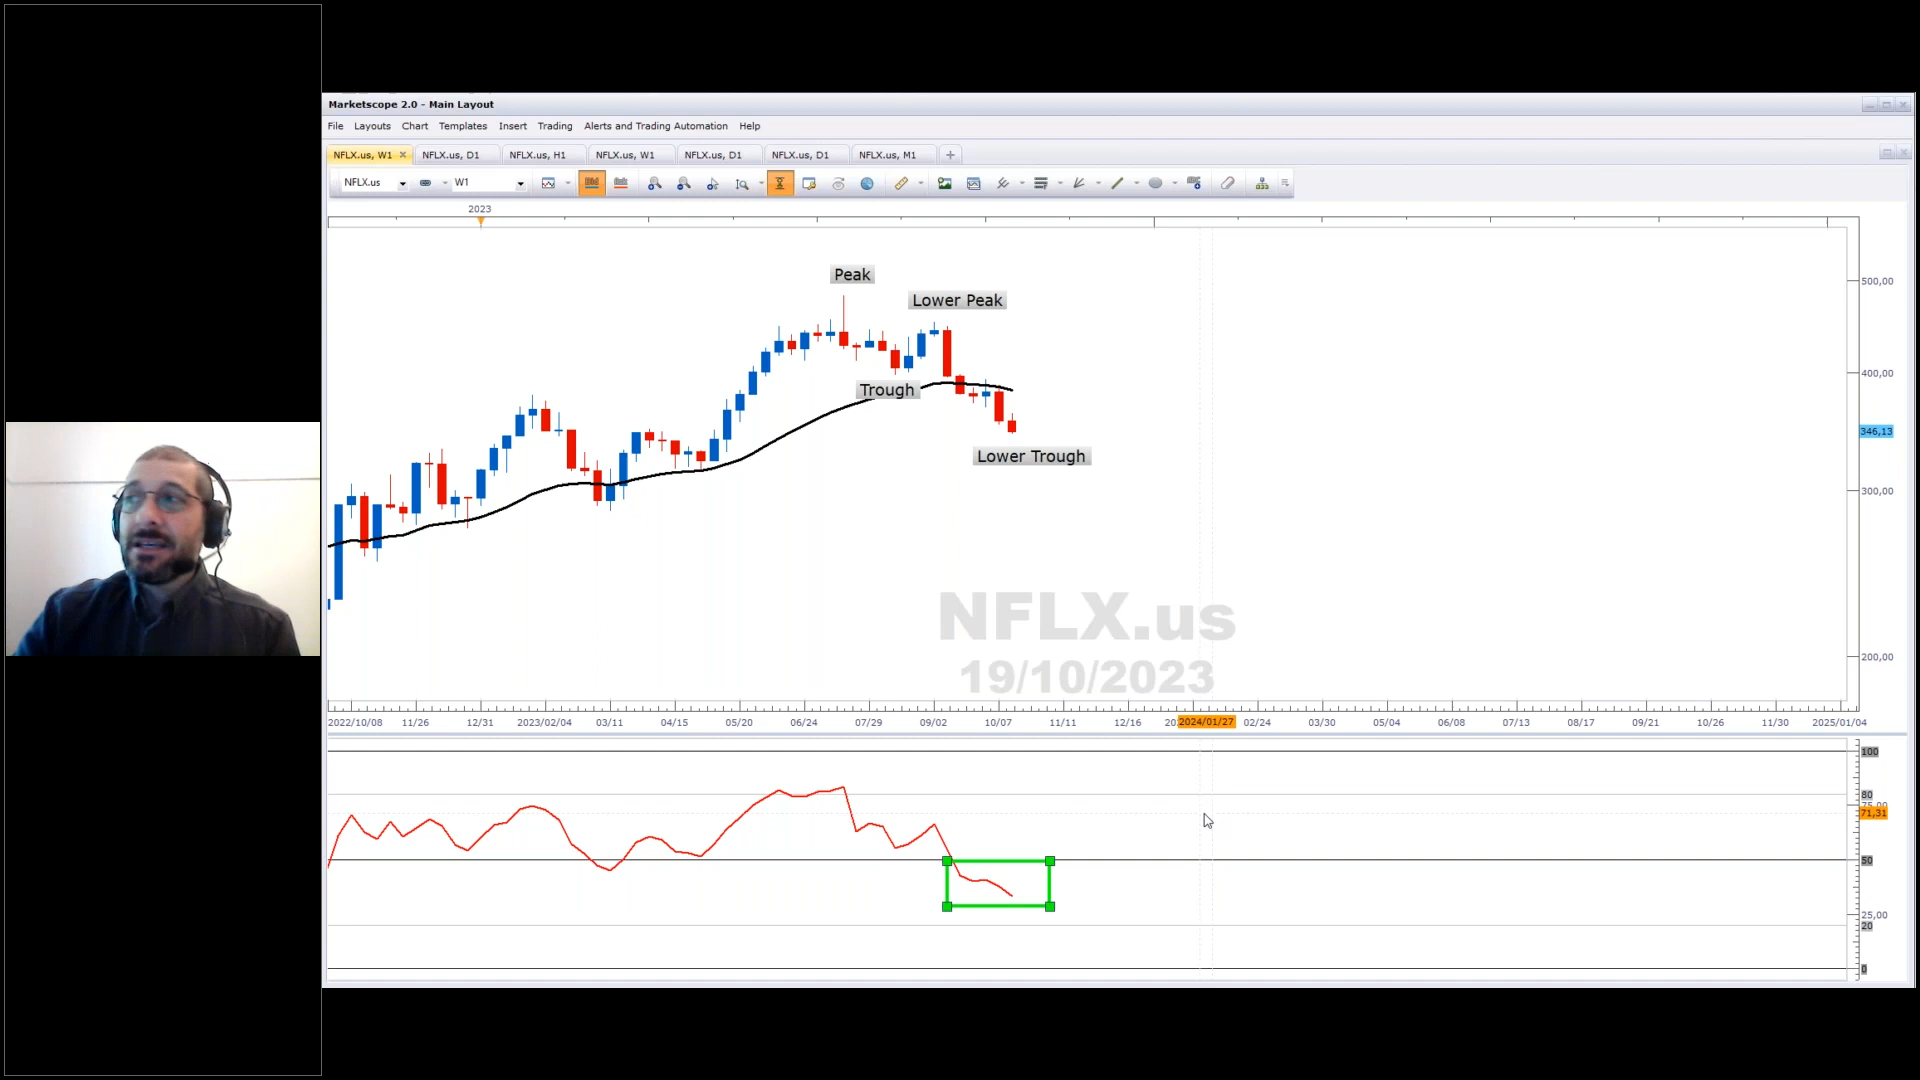 Marketscope 2.0 - Main Layout
File Layouts Chart Templates Insert Trading Alerts and Trading Automation Help
NFLX.us, W1 NFLX.us, D1 NFLX.us, H1 NFLX.us, W1 NFLX.us, D1 NFLX.us, D1 NFLX.us, M1
NFLX.us W1
2023
Peak
500,00
Lower Peak
400,00
Trough
346,13
Lower Trough
300,00
NFLX.us
200,00
19/10/2023
2022/10/08 11/26 12/31 2023/02/04 03/11 04/15 05/20 06/24 07/29 09/02 10/07 11/11 12/16 20 2024/01/27 02/24 03/30 05/04 06/08 07/13 08/17 09/21 10/26 11/30 2025/01/04
100
80
75,00
71,31
50
25,00
20
0